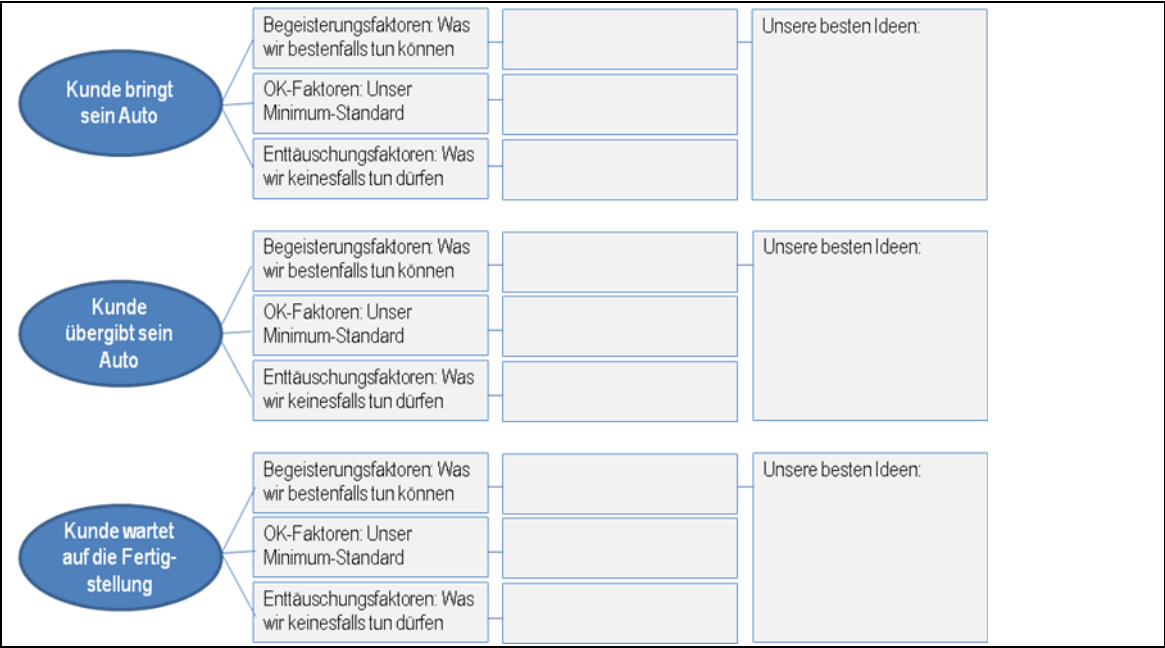 Kunde bringt
sein Auto
Begeisterungsfaktoren: Was
wir bestenfalls tun können
OK-Faktoren: Unser
Minimum-Standard
Enttäuschungsfaktoren: Was
wir keinesfalls tun dürfen
Unsere besten Ideen:
Kunde
übergibt sein
Auto
Begeisterungsfaktoren: Was
wir bestenfalls tun können
OK-Faktoren: Unser
Minimum-Standard
Enttäuschungsfaktoren: Was
wir keinesfalls tun dürfen
Unsere besten Ideen:
Kunde wartet
auf die Fertig-
stellung
Begeisterungsfaktoren: Was
wir bestenfalls tun können
OK-Faktoren: Unser
Minimum-Standard
Enttäuschungsfaktoren: Was
wir keinesfalls tun dürfen
Unsere besten Ideen: